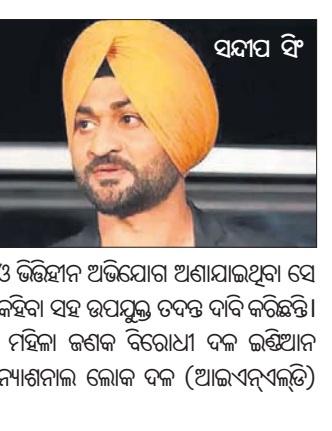 ସନ୍ଦୀପ ସିଂ
ଓ ଭିତ୍ତିହୀନ ଅଭିଯୋଗ ଅଣାଯାଇଥିବା ସେ
କହିବା ସହ ଉପଯୁକ୍ତ ତଦନ୍ତ ଦାବି କରିଛନ୍ତି।
ମହିଳା ଜଣକ ବିରୋଧୀ ଦଳ ଇଣ୍ଡିଆନ
ନ୍ୟାଶନାଲ ଲୋକ ଦଳ (ଆଇଏନ୍‌ଏଲ୍‌ଡି)